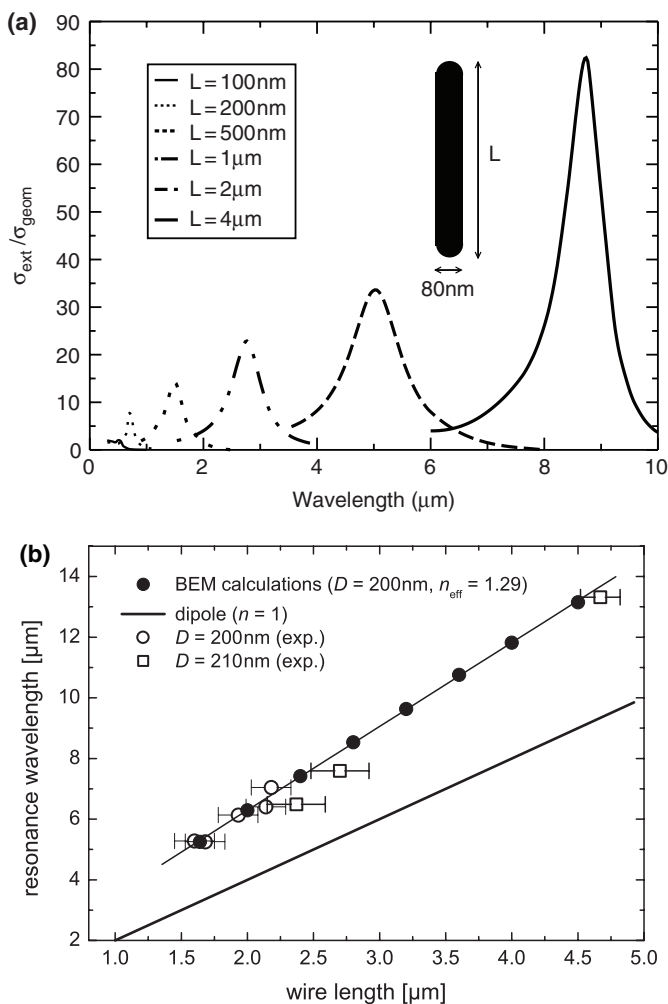 (a)
90
80
70
60
50
40
30
20
10
0
σext/σgeom
L = 100nm
L = 200nm
L = 500nm
L = 1μm
L = 2μm
L = 4μm
L
80nm
0 2 4 6 8 10
Wavelength (μm)
(b)
14
12
10
8
6
4
2
resonance wavelength [μm]
BEM calculations (D = 200nm, neff = 1.29)
dipole (n = 1)
D = 200nm (exp.)
D = 210nm (exp.)
1.0 1.5 2.0 2.5 3.0 3.5 4.0 4.5 5.0
wire length [μm]